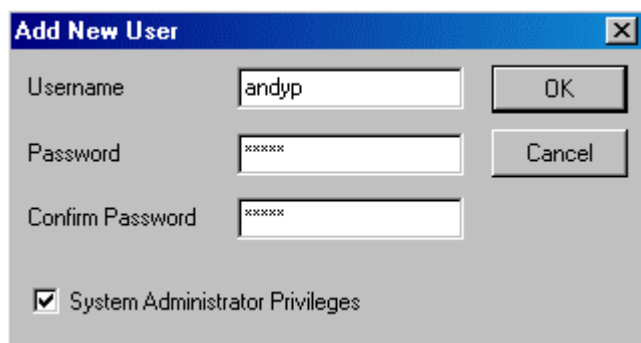 Add New User
Username andyp OK
Password ***** Cancel
Confirm Password *****
System Administrator Privileges